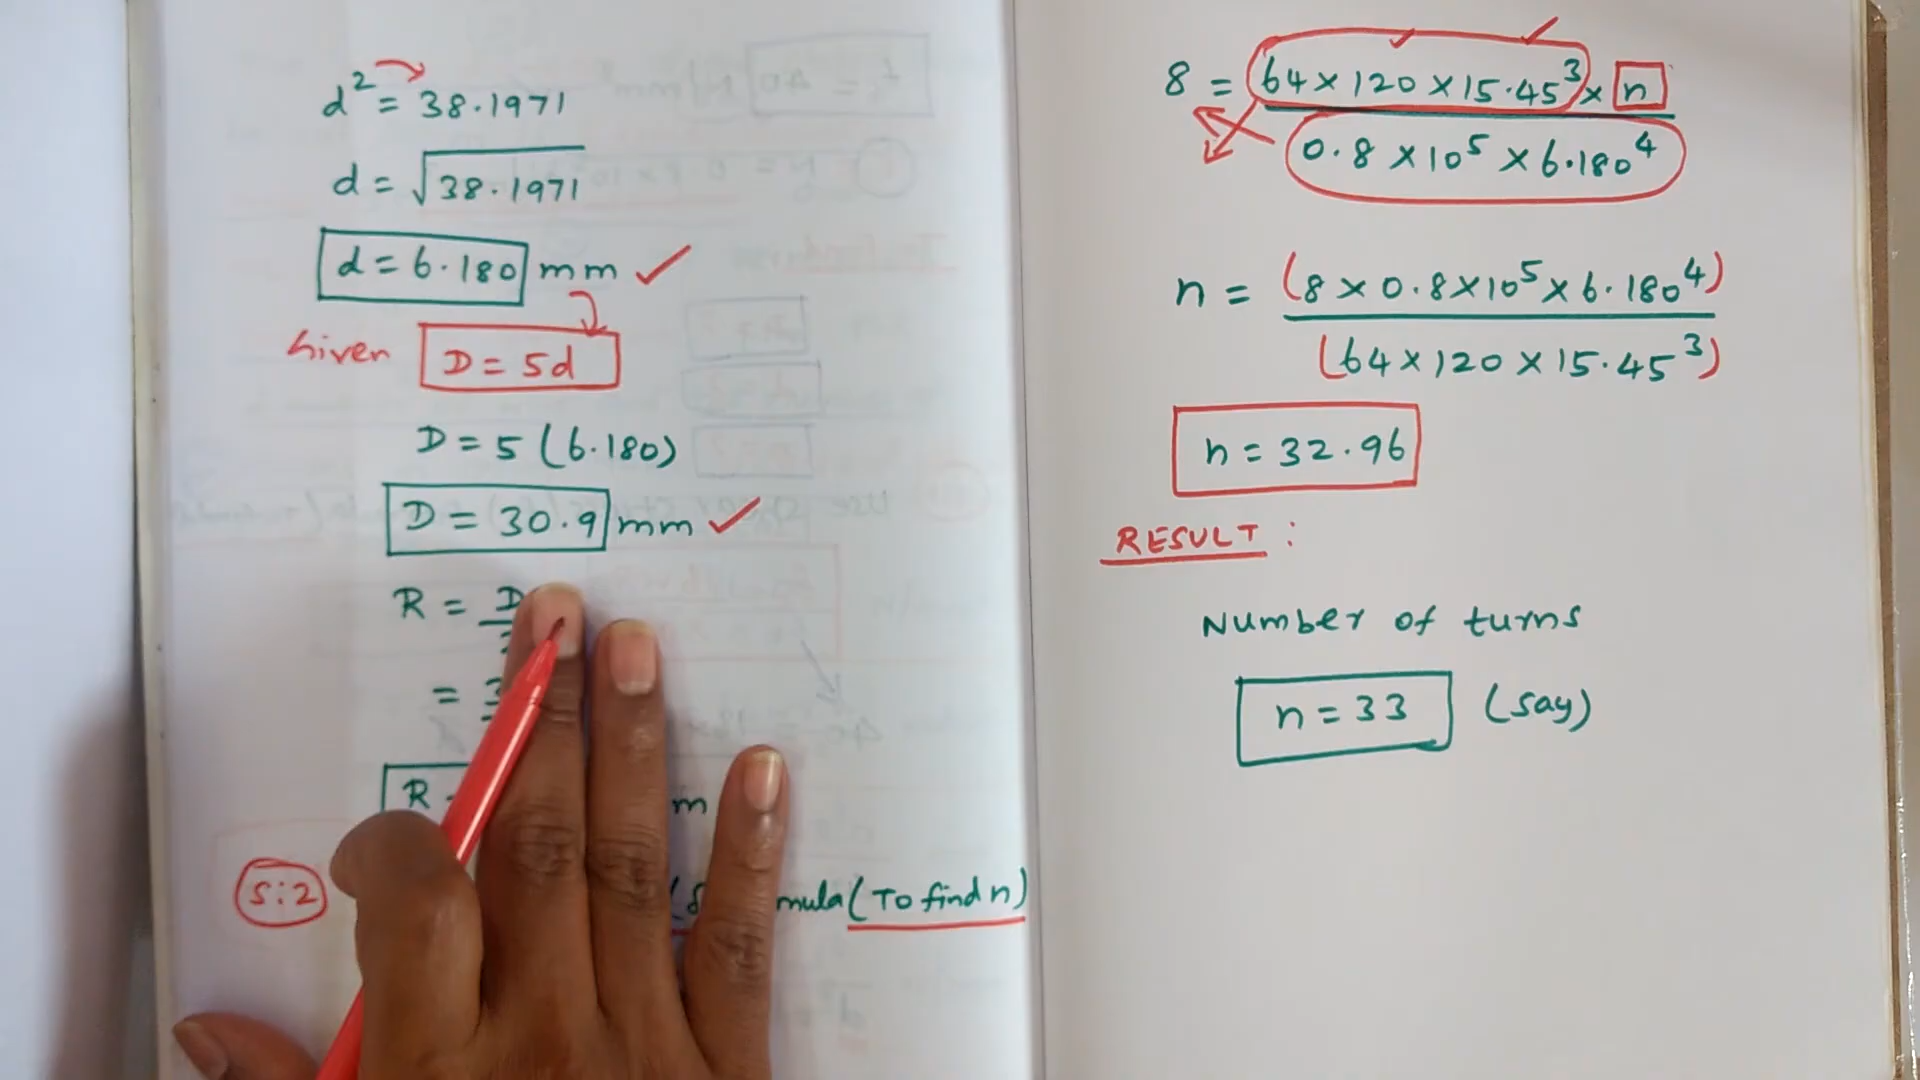 d² = 38.1971
d = √38.1971
d = 6.180 mm ✓
Given D = 5d
D = 5 (6.180)
D = 30.9 mm ✓
R = D
=
R
m
S:2
mula (To find n)
8 = 64 × 120 × 15.45³ × n
0.8 × 10⁵ × 6.180⁴
n = (8 × 0.8 × 10⁵ × 6.180⁴)
(64 × 120 × 15.45³)
n = 32.96
RESULT :
Number of turns
n = 33 (say)